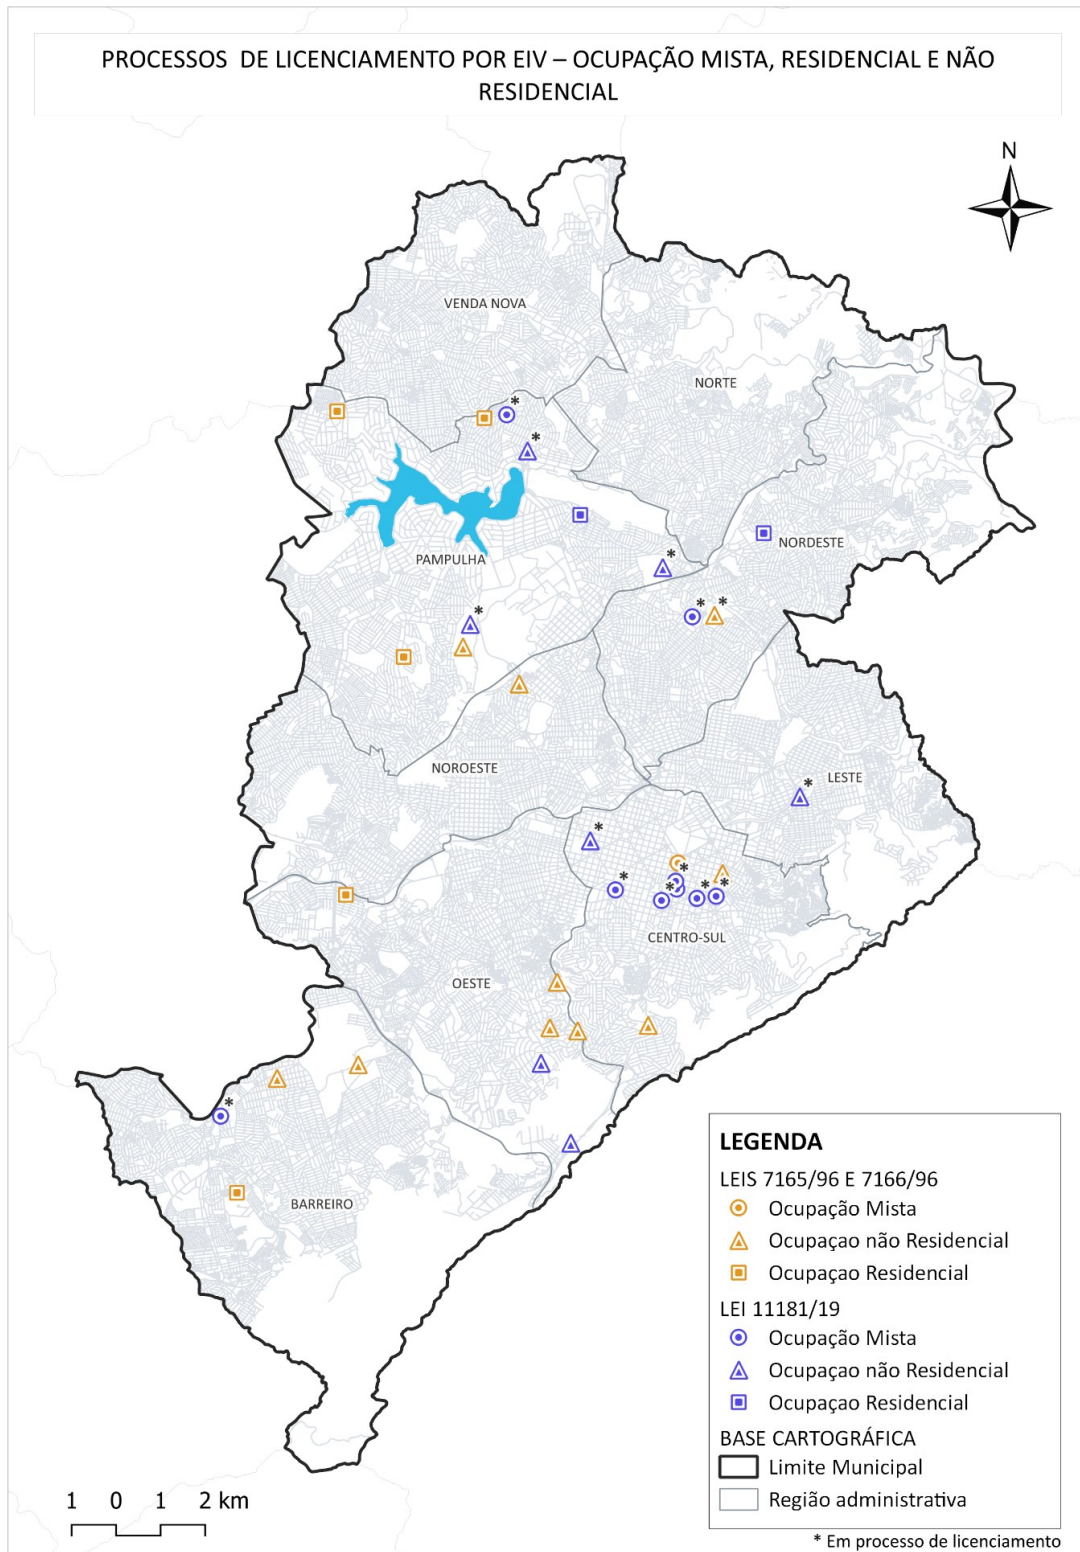 PROCESSOS DE LICENCIAMENTO POR EIV – OCUPAÇÃO MISTA, RESIDENCIAL E NÃO
RESIDENCIAL
N
VENDA NOVA
NORTE
*
*
NORDESTE
PAMPULHA
*
* *
*
NOROESTE
LESTE
*
*
*
*
* * *
CENTRO-SUL
OESTE
*
BARREIRO
LEGENDA
LEIS 7165/96 E 7166/96
Ocupação Mista
Ocupaçao não Residencial
Ocupaçao Residencial
LEI 11181/19
Ocupação Mista
Ocupaçao não Residencial
Ocupaçao Residencial
BASE CARTOGRÁFICA
Limite Municipal
Região administrativa
1 0 1 2 km
* Em processo de licenciamento